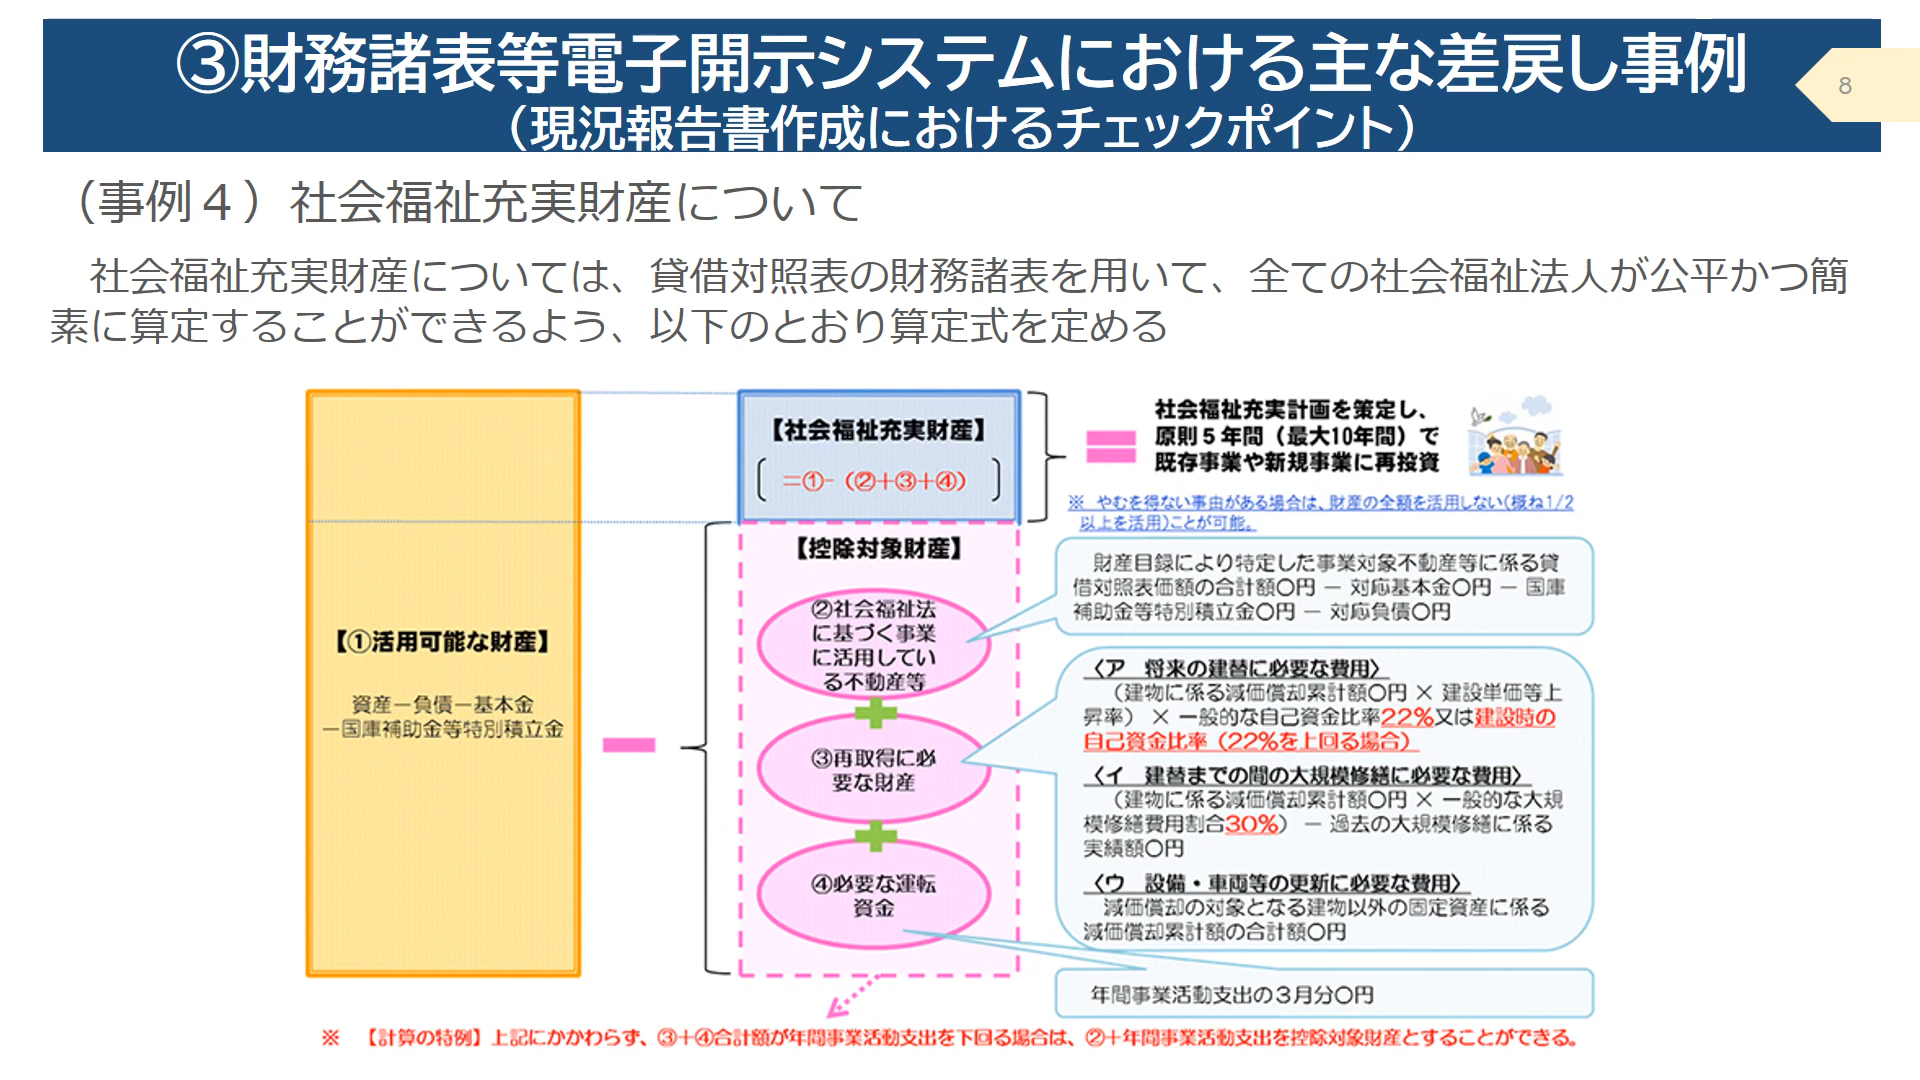 ③財務諸表等電子開示システムにおける主な差戻し事例
（現況報告書作成におけるチェックポイント）
8
（事例４）社会福祉充実財産について
社会福祉充実財産については、貸借対照表の財務諸表を用いて、全ての社会福祉法人が公平かつ簡
素に算定することができるよう、以下のとおり算定式を定める
【①活用可能な財産】
資産－負債－基本金
－国庫補助金等特別積立金
【社会福祉充実財産】
＝①-（②＋③＋④）
社会福祉充実計画を策定し、
原則５年間（最大10年間）で
既存事業や新規事業に再投資
※　やむを得ない事由がある場合は、財産の全額を活用しない（概ね1/2
以上を活用）ことが可能。
【控除対象財産】
②社会福祉法
に基づく事業
に活用してい
る不動産等
③再取得に必
要な財産
④必要な運転
資金
財産目録により特定した事業対象不動産等に係る貸
借対照表価額の合計額〇円 － 対応基本金〇円 － 国庫
補助金等特別積立金〇円 － 対応負債〇円
〈ア　将来の建替に必要な費用〉
（建物に係る減価償却累計額〇円 × 建設単価等上
昇率） × 一般的な自己資金比率22%又は建設時の
自己資金比率（22%を上回る場合）
〈イ　建替までの間の大規模修繕に必要な費用〉
（建物に係る減価償却累計額〇円 × 一般的な大規
模修繕費用割合30%） － 過去の大規模修繕に係る
実績額〇円
〈ウ　設備・車両等の更新に必要な費用〉
減価償却の対象となる建物以外の固定資産に係る
減価償却累計額の合計額〇円
年間事業活動支出の３月分〇円
※　【計算の特例】上記にかかわらず、③＋④合計額が年間事業活動支出を下回る場合は、②＋年間事業活動支出を控除対象財産とすることができる。